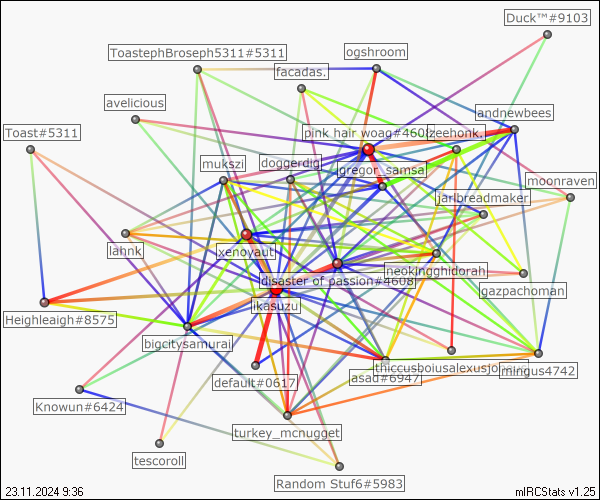 Duck™#9103
ToastephBroseph5311#5311
ogshroom
facadas.
avelicious
andnewbees
Toast#5311
pink hair woag#4608
zeehonk.
mukszi
doggerdig
gregor_samsa
moonraven
jarlbreadmaker
lahnk
xenoyaut
neokingghidorah
disaster of passion#4608
gazpachoman
ikasuzu
Heighleaigh#8575
bigcitysamurai
thiccusboiusalexusjone
mingus4742
default#0617
asad#6947
Knowun#6424
turkey_mcnugget
tescoroll
Random Stuf6#5983
23.11.2024 9:36
mIRCStats v1.25